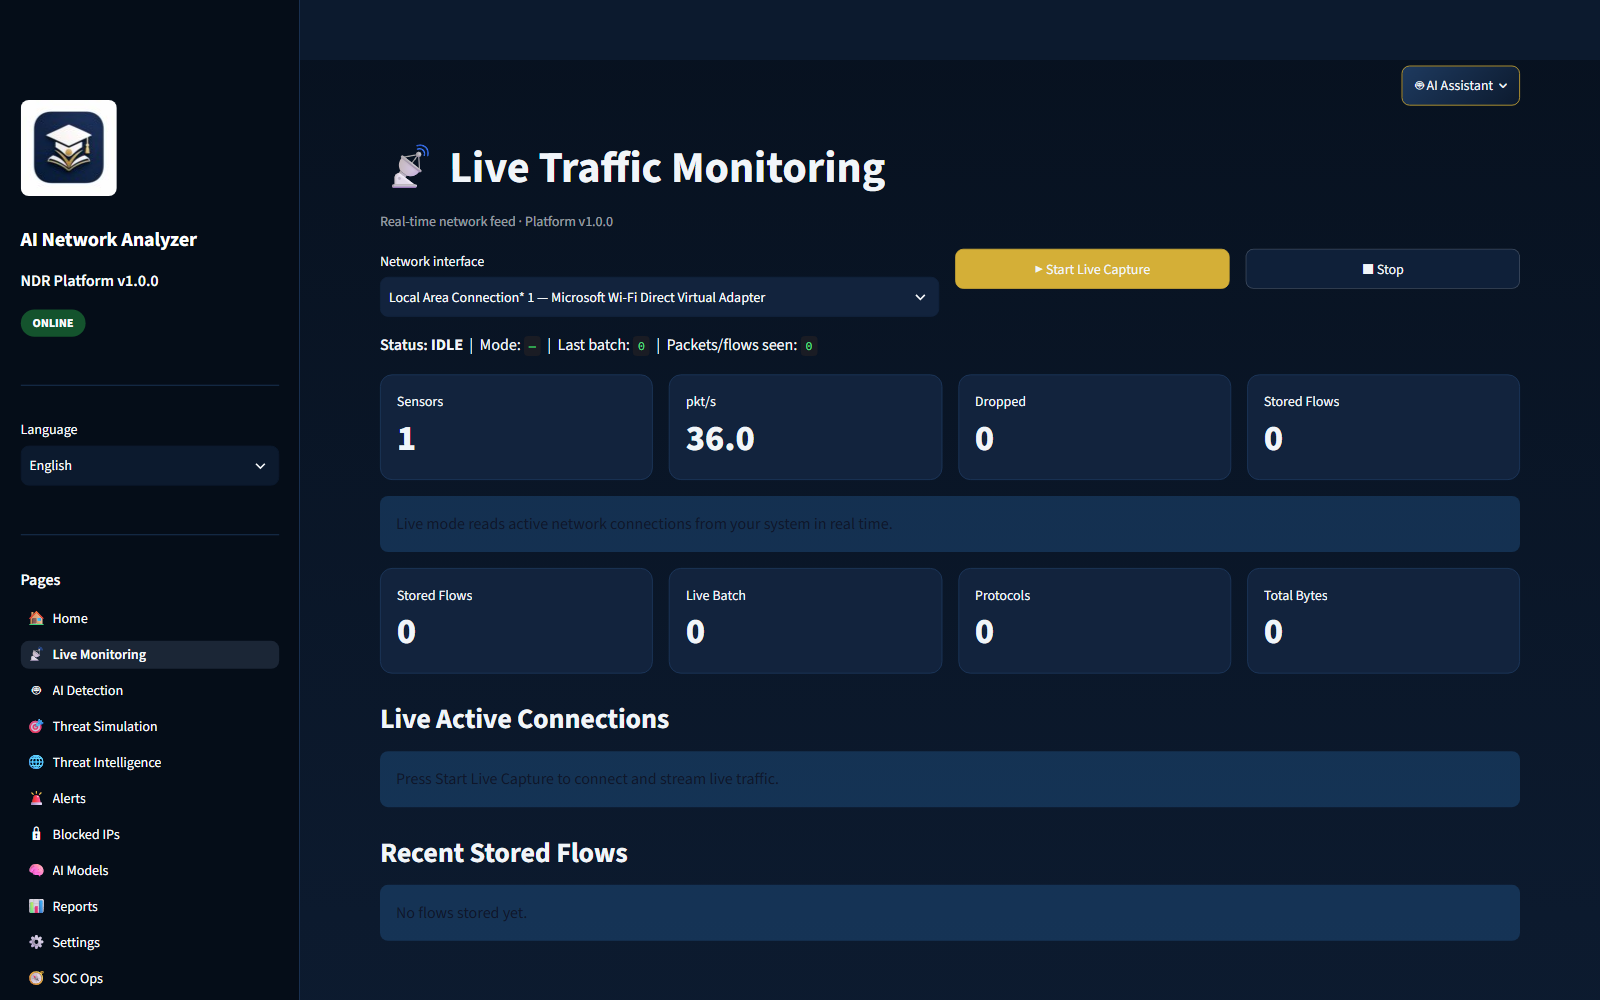 AI Network Analyzer
NDR Platform v1.0.0
ONLINE
Language
English
Pages
Home
Live Monitoring
AI Detection
Threat Simulation
Threat Intelligence
Alerts
Blocked IPs
AI Models
Reports
Settings
SOC Ops
AI Assistant
Live Traffic Monitoring
Real-time network feed · Platform v1.0.0
Network interface
Local Area Connection* 1 — Microsoft Wi-Fi Direct Virtual Adapter
Start Live Capture
Stop
Status: IDLE | Mode: — | Last batch: 0 | Packets/flows seen: 0
Sensors
1
pkt/s
36.0
Dropped
0
Stored Flows
0
Live mode reads active network connections from your system in real time.
Stored Flows
0
Live Batch
0
Protocols
0
Total Bytes
0
Live Active Connections
Press Start Live Capture to connect and stream live traffic.
Recent Stored Flows
No flows stored yet.